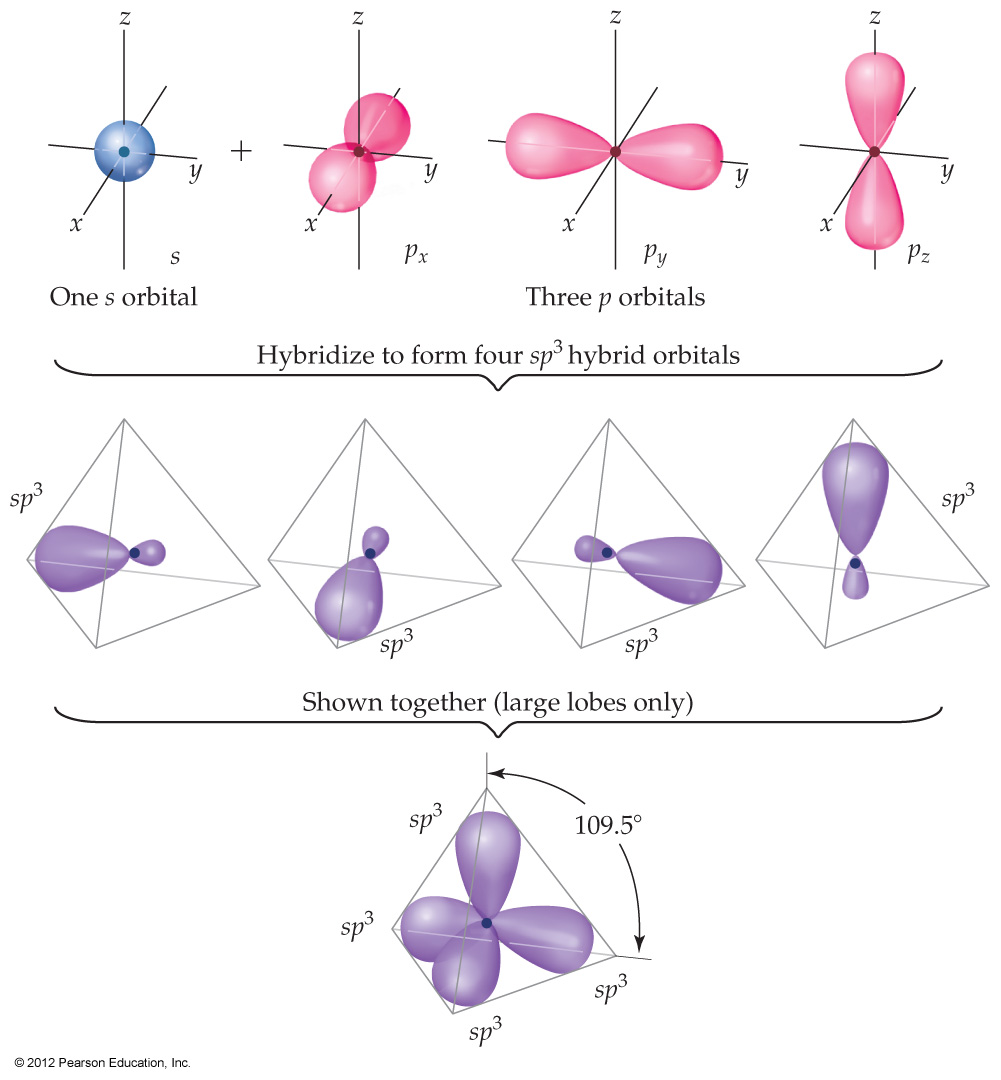 z z z z
+
y y y y
x x x x
s pₓ p_y p_z
One s orbital Three p orbitals
Hybridize to form four sp³ hybrid orbitals
sp³ sp³
sp³ sp³
Shown together (large lobes only)
sp³ 109.5°
sp³
sp³
sp³
© 2012 Pearson Education, Inc.